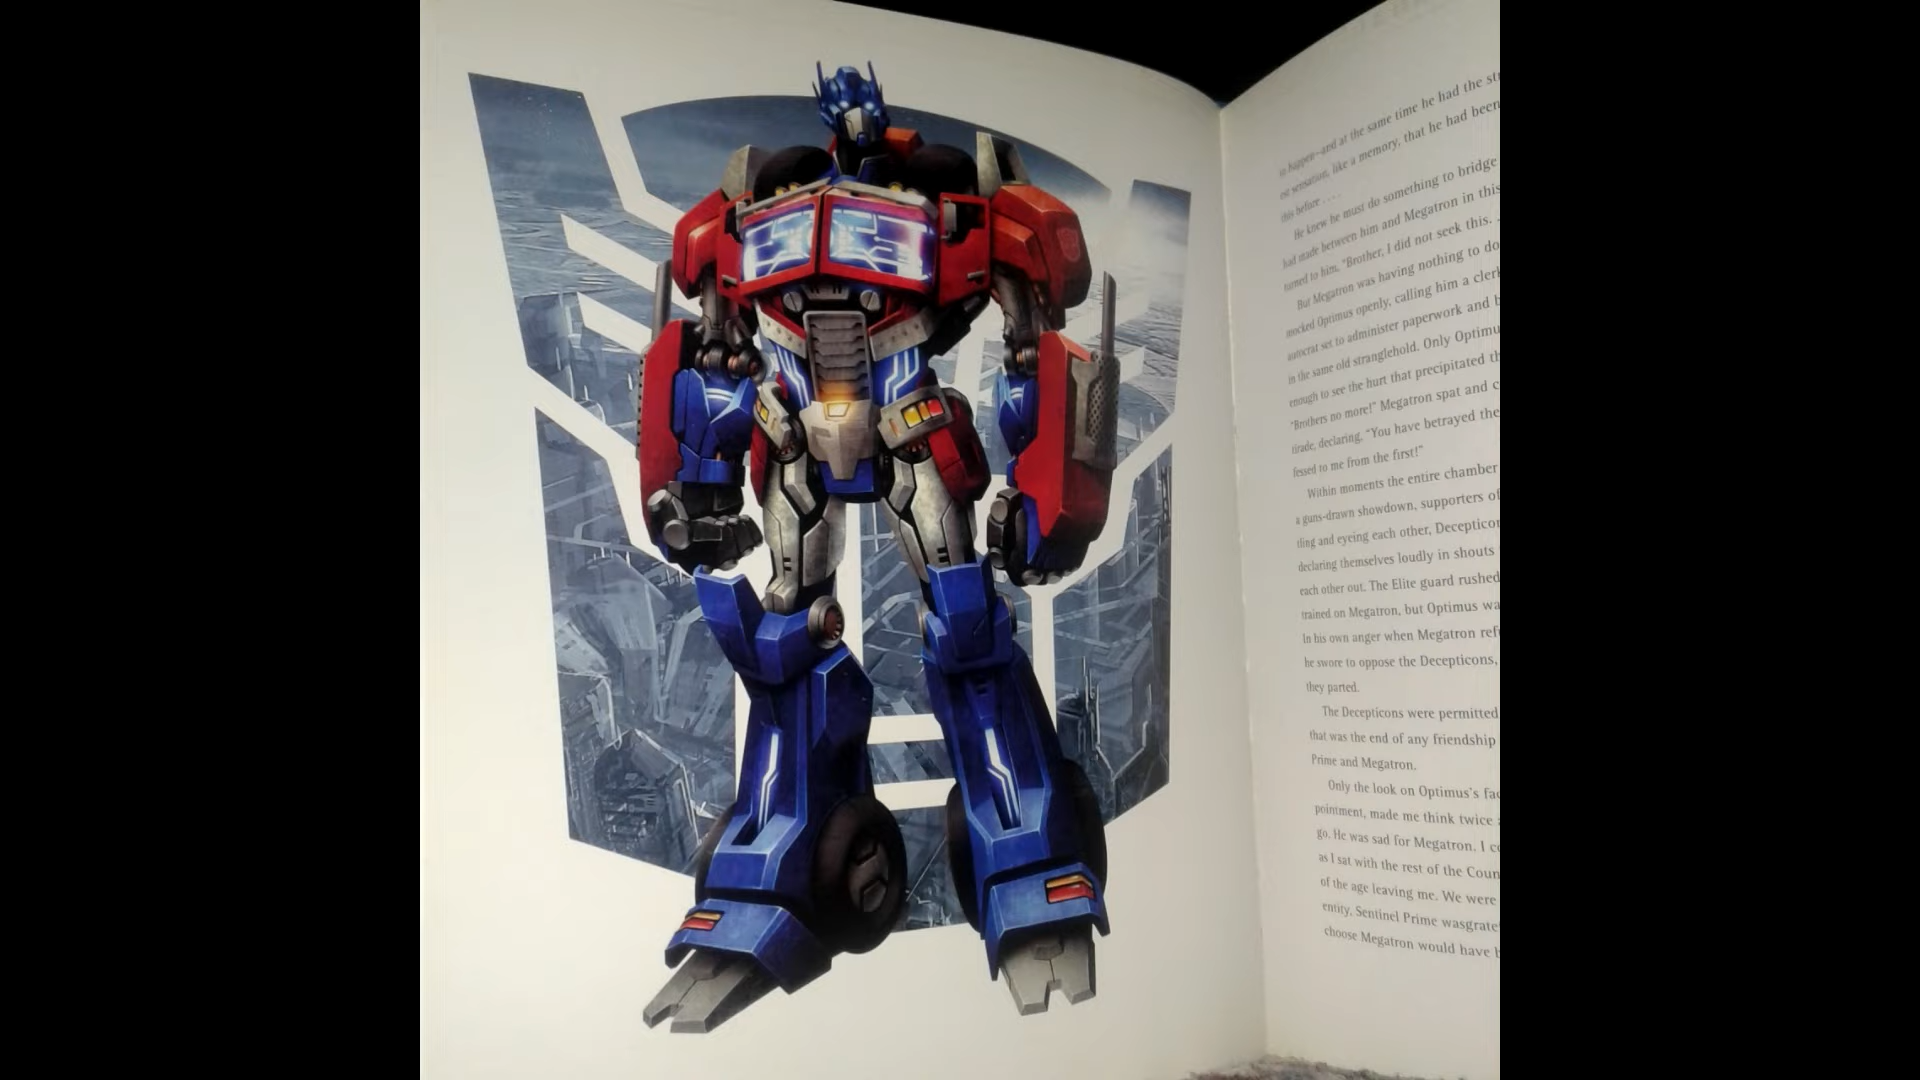 to happen—and at the same time he had the st
est sensation, like a memory, that he had been
this before . . . .
He knew he must do something to bridge
had made between him and Megatron in this
turned to him, "Brother, I did not seek this. .
But Megatron was having nothing to do
mocked Optimus openly, calling him a cler
autocrat set to administer paperwork and b
in the same old stranglehold. Only Optimu
enough to see the hurt that precipitated th
"Brothers no more!" Megatron spat and c
tirade, declaring, "You have betrayed the
fessed to me from the first!"
Within moments the entire chamber
a guns-drawn showdown, supporters of
ding and eyeing each other, Decepticor
declaring themselves loudly in shouts
each other out. The Elite guard rushed
trained on Megatron, but Optimus wa
In his own anger when Megatron ref
he swore to oppose the Decepticons,
they parted.
The Decepticons were permitted
that was the end of any friendship
Prime and Megatron.
Only the look on Optimus's fac
pointment, made me think twice
go. He was sad for Megatron. I c
as I sat with the rest of the Coun
of the age leaving me. We were
entity, Sentinel Prime wasgrate
choose Megatron would have b